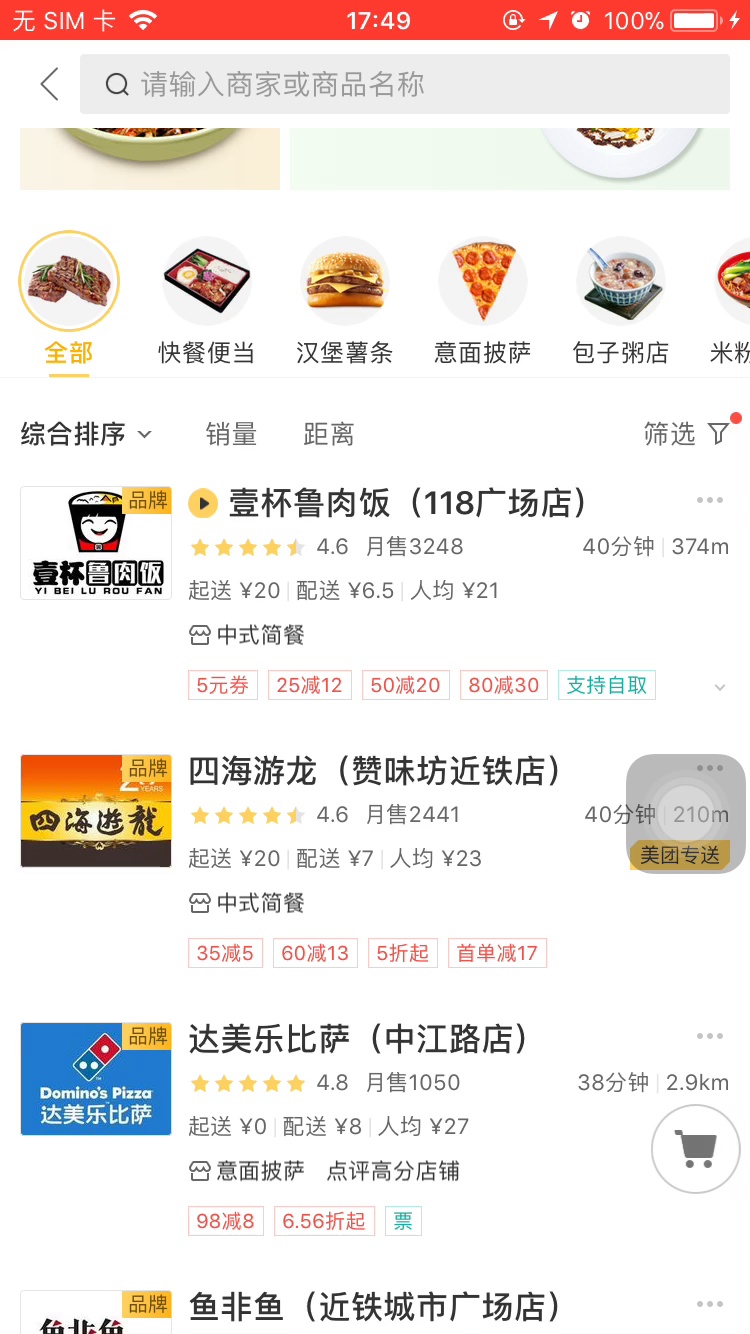 无 SIM 卡 17:49 100%
请输入商家或商品名称
全部 快餐便当 汉堡薯条 意面披萨 包子粥店 米粉
综合排序 销量 距离 筛选
品牌 壹杯鲁肉饭（118广场店）
4.6 月售3248 40分钟 374m
壹杯鲁肉饭
YI BEI LU ROU FAN
起送 ¥20 配送 ¥6.5 人均 ¥21
中式简餐
5元券 25减12 50减20 80减30 支持自取
品牌 四海游龙（赞味坊近铁店）
YEARS
四海遊龍
4.6 月售2441 40分钟 210m
美团专送
起送 ¥20 配送 ¥7 人均 ¥23
中式简餐
35减5 60减13 5折起 首单减17
品牌 达美乐比萨（中江路店）
Domino's Pizza
达美乐比萨
4.8 月售1050 38分钟 2.9km
起送 ¥0 配送 ¥8 人均 ¥27
意面披萨 点评高分店铺
98减8 6.56折起 票
品牌 鱼非鱼（近铁城市广场店）
鱼非鱼